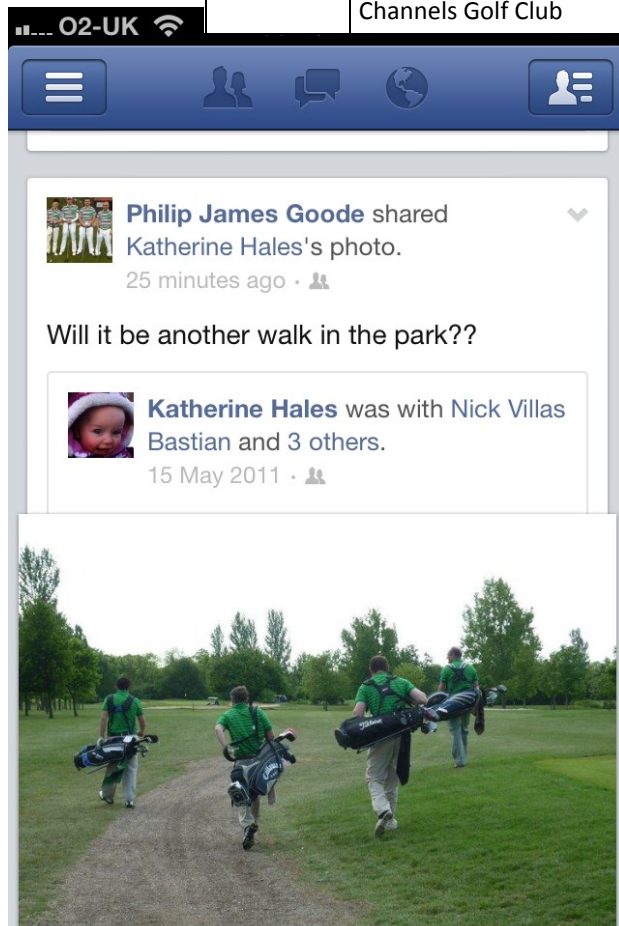 Channels Golf Club
O2-UK
Philip James Goode shared
Katherine Hales's photo.
25 minutes ago ·
Will it be another walk in the park??
Katherine Hales was with Nick Villas
Bastian and 3 others.
15 May 2011 ·
Titleist